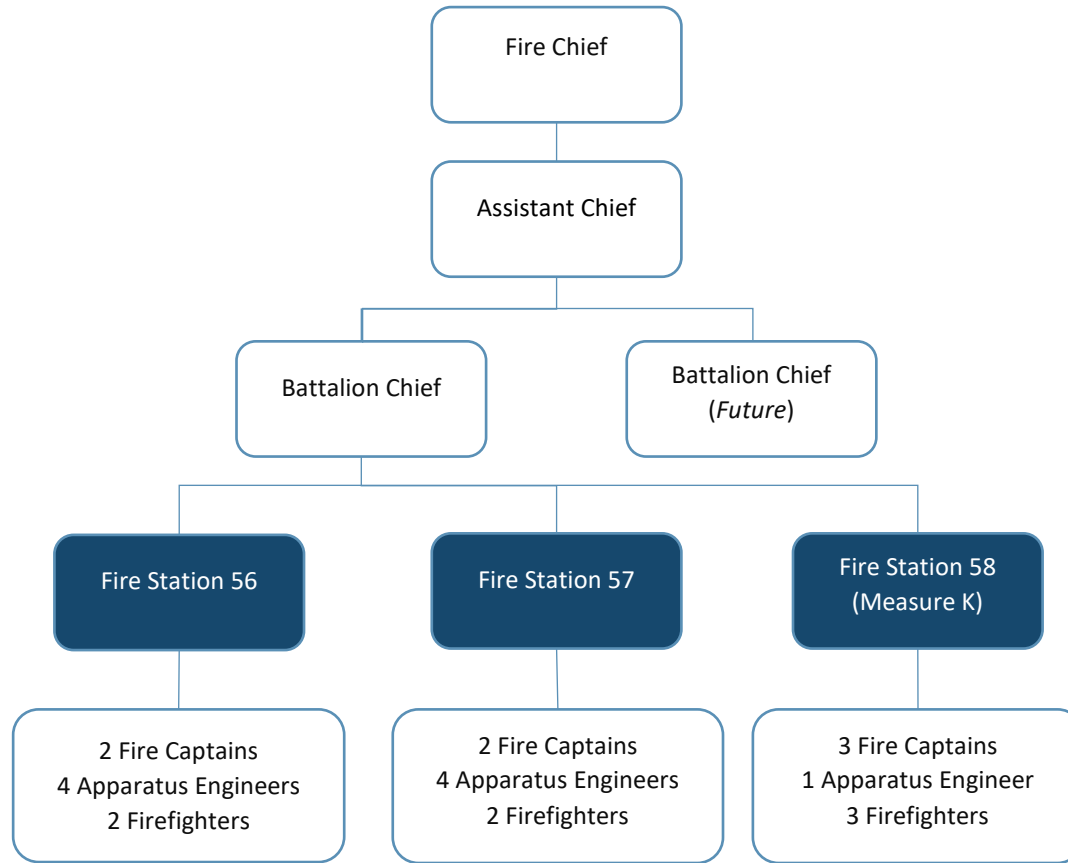 Fire Chief
Assistant Chief
Battalion Chief
Battalion Chief
(Future)
Fire Station 56
Fire Station 57
Fire Station 58
(Measure K)
2 Fire Captains
4 Apparatus Engineers
2 Firefighters
2 Fire Captains
4 Apparatus Engineers
2 Firefighters
3 Fire Captains
1 Apparatus Engineer
3 Firefighters